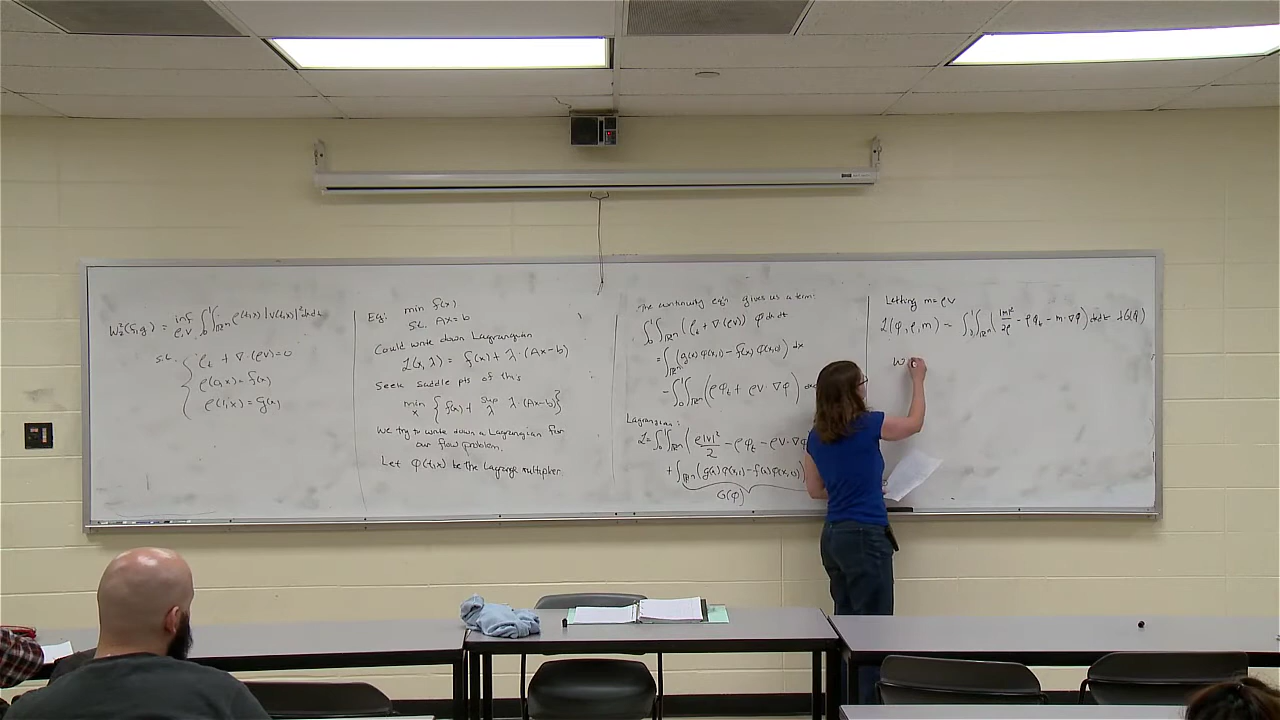 W₂²(f,g) = inf_{ρ,v} ∫₀¹∫_{ℝⁿ} ρ(t,x)|v(t,x)|² dx dt
s.t. { ρ_t + ∇·(ρv) = 0
ρ(0,x) = f(x)
ρ(1,x) = g(x)
Eg: min f(x)
s.t. Ax=b
Could write down Lagrangian
ℒ(x,λ) = f(x) + λ·(Ax-b)
Seek saddle pts of this
min_x { f(x) + sup_λ λ·(Ax-b)}
We try to write down a Lagrangian for
our flow problem.
Let φ(t,x) be the Lagrange multiplier
The continuity eqn gives us a term:
∫₀¹∫_{ℝⁿ} (ρ_t + ∇·(ρv)) φ dx dt
= ∫_{ℝⁿ} (g(x)φ(x,1) - f(x)φ(x,0)) dx
- ∫₀¹∫_{ℝⁿ} (ρφ_t + ρv·∇φ) dx
Lagrangian:
ℒ = ∫₀¹∫_{ℝⁿ} (ρ|v|²/2 - ρφ_t - ρv·∇φ
+ ∫_{ℝⁿ} (g(x)φ(x,1) - f(x)φ(x,0))
G(φ)
Letting m=ρv
ℒ(φ,ρ,m) = ∫₀¹∫_{ℝⁿ} (|m|²/2ρ - ρφ_t - m·∇φ) dx dt + G(φ)